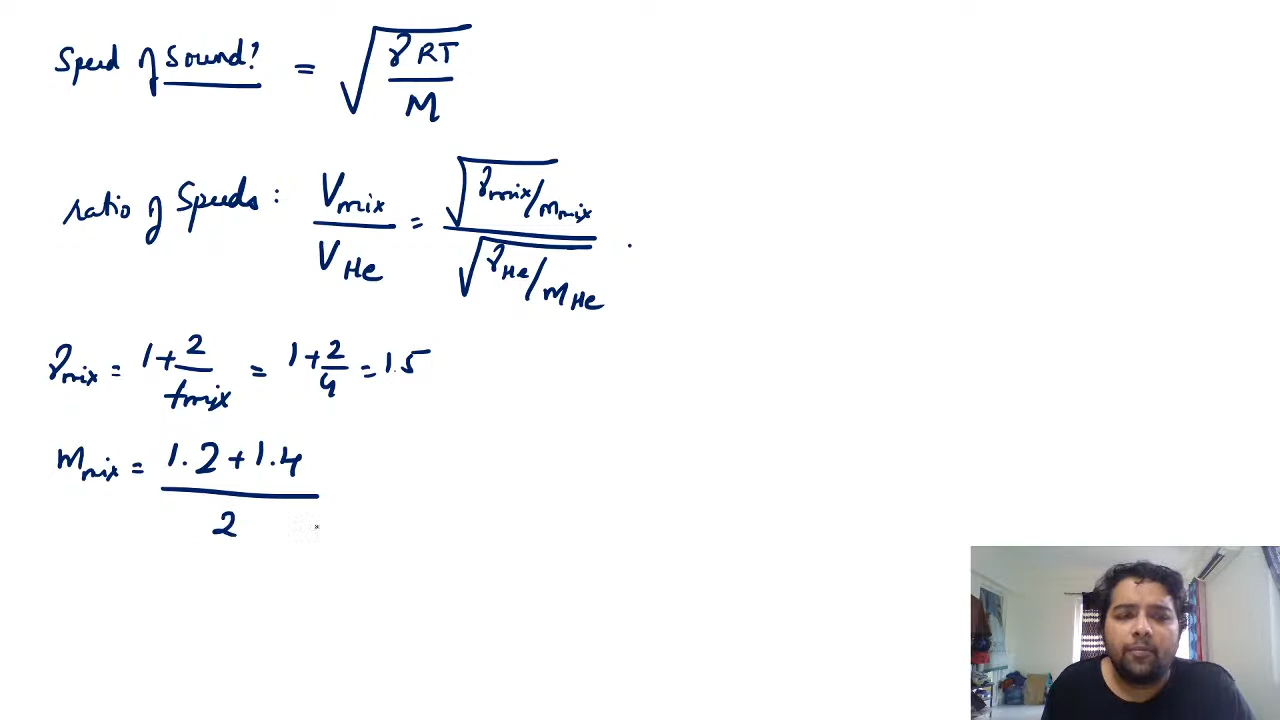 Speed of Sound? = √(γRT/M)
ratio of Speeds : V_mix/V_He = √(γ_mix/M_mix) / √(γ_He/M_He)
γ_mix = 1+2/f_mix = 1+2/4 = 1.5
M_mix = (1.2+1.4)/2